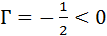 Γ = −1/2 < 0